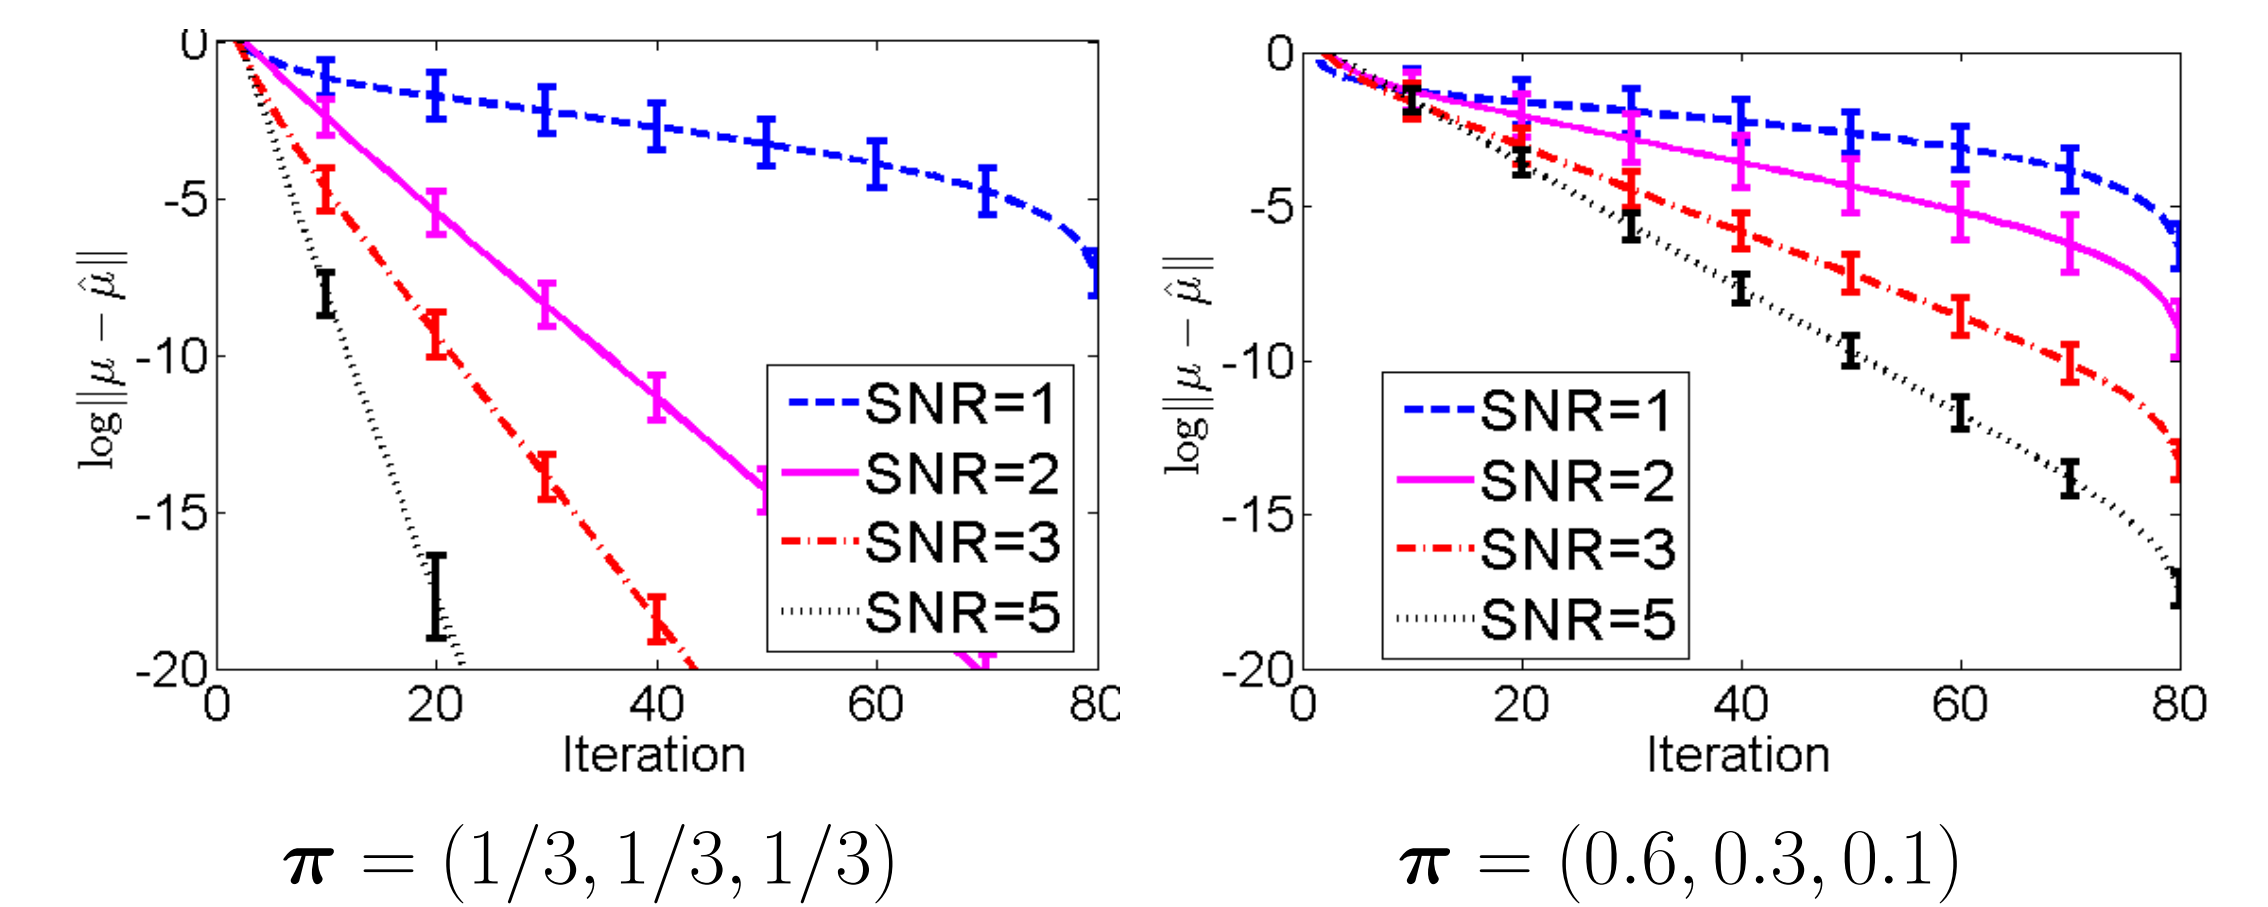 0
-5
-10
-15
-20
log‖μ − μ̂‖
0 20 40 60 80
Iteration
SNR=1
SNR=2
SNR=3
SNR=5
π = (1/3, 1/3, 1/3)
0
-5
-10
-15
-20
log‖μ − μ̂‖
0 20 40 60 80
Iteration
SNR=1
SNR=2
SNR=3
SNR=5
π = (0.6, 0.3, 0.1)